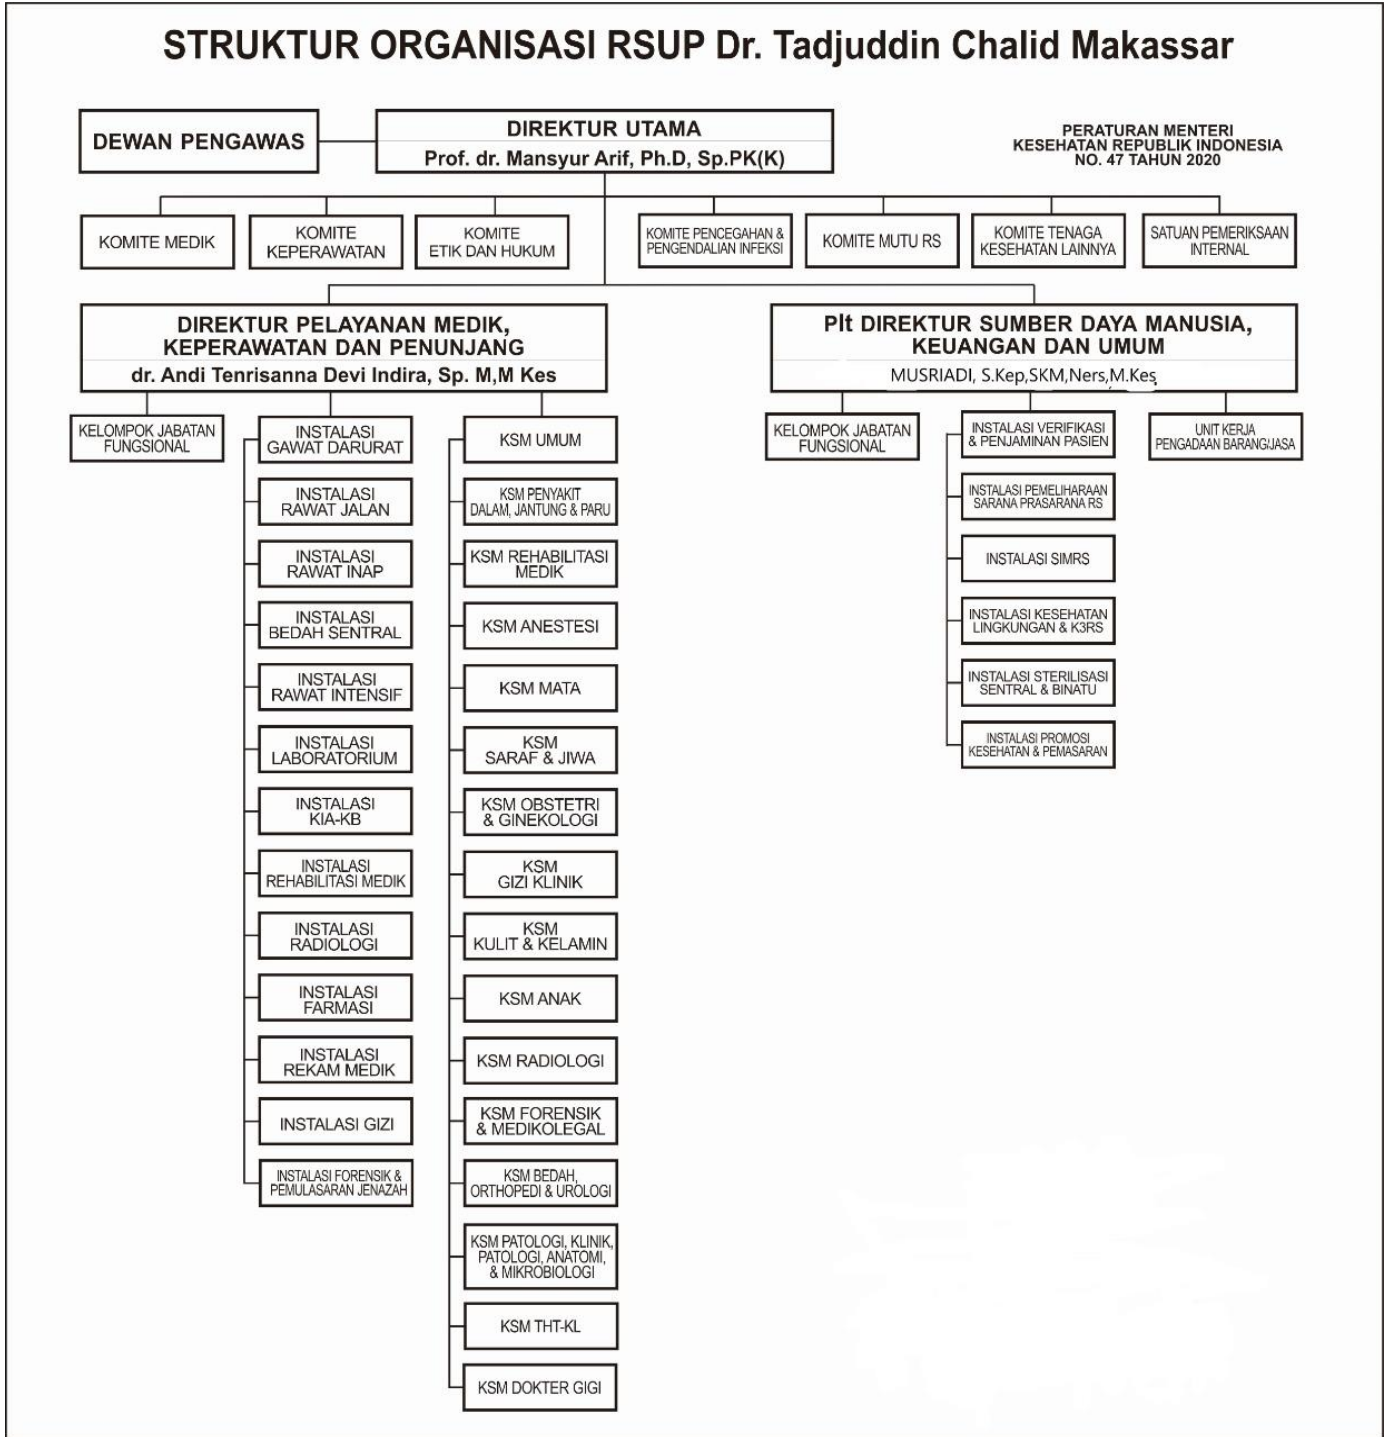 STRUKTUR ORGANISASI RSUP Dr. Tadjuddin Chalid Makassar
DEWAN PENGAWAS
DIREKTUR UTAMA
Prof. dr. Mansyur Arif, Ph.D, Sp.PK(K)
PERATURAN MENTERI
KESEHATAN REPUBLIK INDONESIA
NO. 47 TAHUN 2020
KOMITE MEDIK
KOMITE
KEPERAWATAN
KOMITE
ETIK DAN HUKUM
KOMITE PENCEGAHAN &
PENGENDALIAN INFEKSI
KOMITE MUTU RS
KOMITE TENAGA
KESEHATAN LAINNYA
SATUAN PEMERIKSAAN
INTERNAL
DIREKTUR PELAYANAN MEDIK,
KEPERAWATAN DAN PENUNJANG
dr. Andi Tenrisanna Devi Indira, Sp. M,M Kes
Plt DIREKTUR SUMBER DAYA MANUSIA,
KEUANGAN DAN UMUM
MUSRIADI, S.Kep,SKM,Ners,M.Kes
KELOMPOK JABATAN
FUNGSIONAL
INSTALASI
GAWAT DARURAT
INSTALASI
RAWAT JALAN
INSTALASI
RAWAT INAP
INSTALASI
BEDAH SENTRAL
INSTALASI
RAWAT INTENSIF
INSTALASI
LABORATORIUM
INSTALASI
KIA-KB
INSTALASI
REHABILITASI MEDIK
INSTALASI
RADIOLOGI
INSTALASI
FARMASI
INSTALASI
REKAM MEDIK
INSTALASI GIZI
INSTALASI FORENSIK &
PEMULASARAN JENAZAH
KSM UMUM
KSM PENYAKIT
DALAM, JANTUNG & PARU
KSM REHABILITASI
MEDIK
KSM ANESTESI
KSM MATA
KSM
SARAF & JIWA
KSM OBSTETRI
& GINEKOLOGI
KSM
GIZI KLINIK
KSM
KULIT & KELAMIN
KSM ANAK
KSM RADIOLOGI
KSM FORENSIK
& MEDIKOLEGAL
KSM BEDAH,
ORTHOPEDI & UROLOGI
KSM PATOLOGI, KLINIK,
PATOLOGI, ANATOMI,
& MIKROBIOLOGI
KSM THT-KL
KSM DOKTER GIGI
KELOMPOK JABATAN
FUNGSIONAL
INSTALASI VERIFIKASI
& PENJAMINAN PASIEN
INSTALASI PEMELIHARAAN
SARANA PRASARANA RS
INSTALASI SIMRS
INSTALASI KESEHATAN
LINGKUNGAN & K3RS
INSTALASI STERILISASI
SENTRAL & BINATU
INSTALASI PROMOSI
KESEHATAN & PEMASARAN
UNIT KERJA
PENGADAAN BARANG/JASA